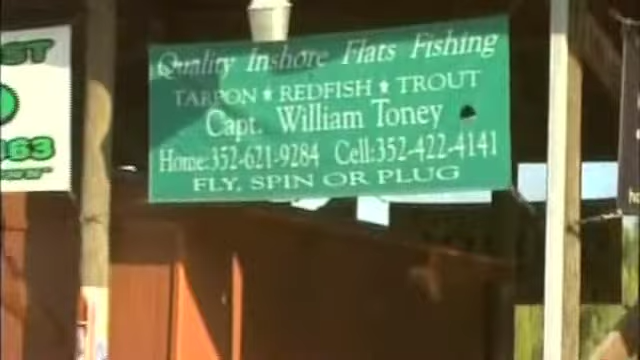 Quality Inshore Flats Fishing
TARPON ★ REDFISH ★ TROUT
Capt. William Toney
Home:352-621-9284 Cell:352-422-4141
FLY, SPIN OR PLUG